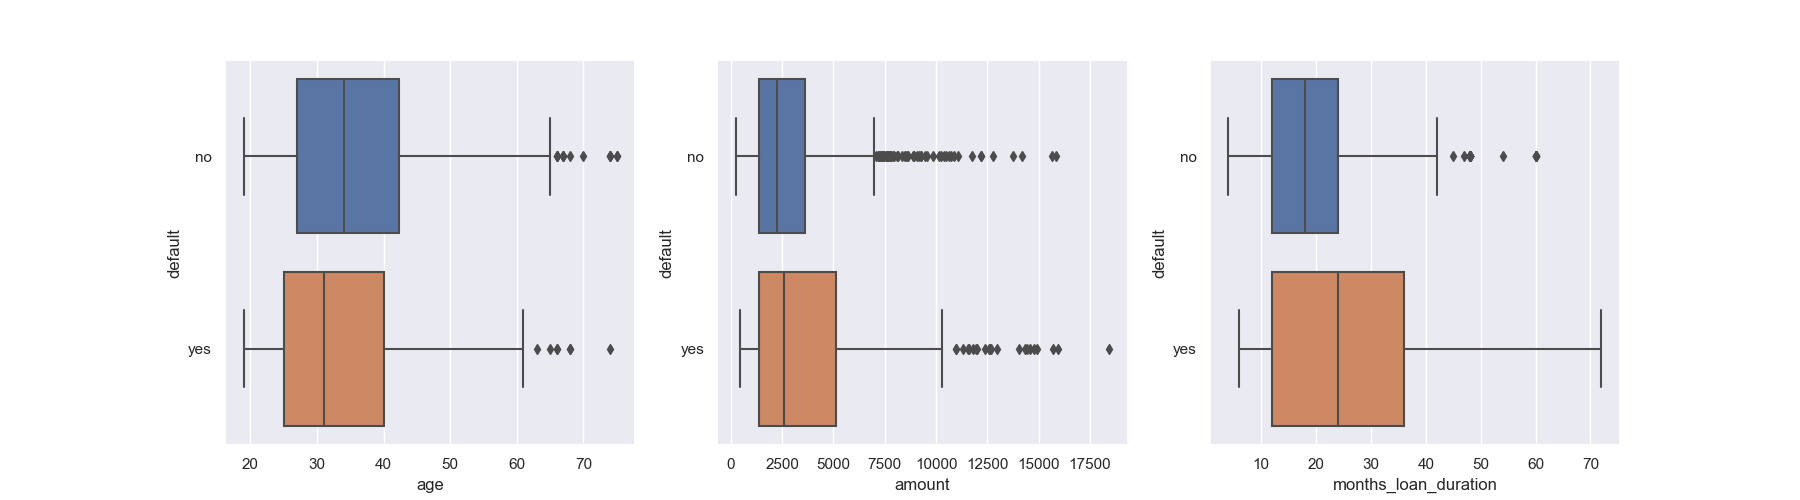 default
no
yes
20 30 40 50 60 70
age
default
no
yes
0 2500 5000 7500 10000 12500 15000 17500
amount
default
no
yes
10 20 30 40 50 60 70
months_loan_duration